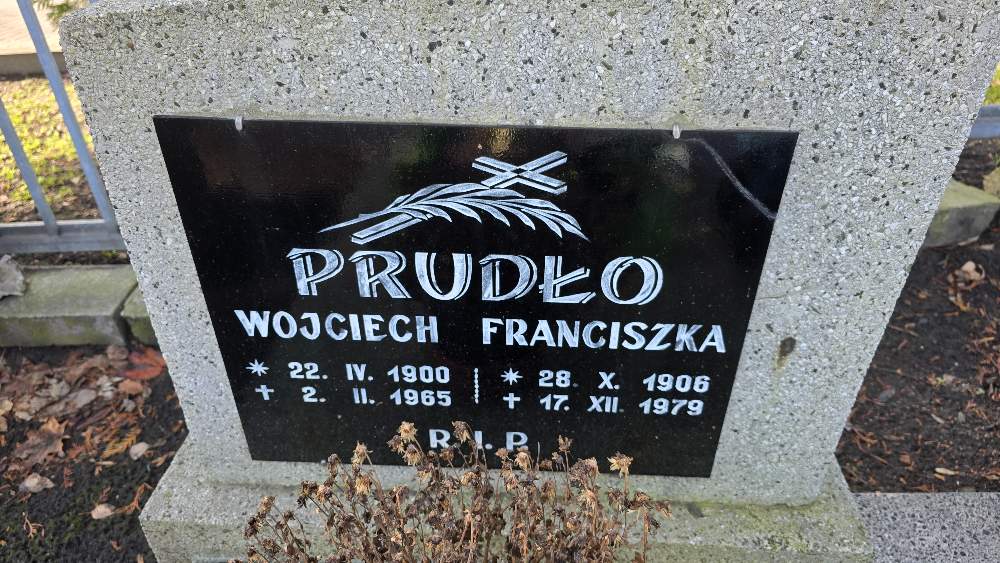 PRUDŁO
WOJCIECH FRANCISZKA
* 22. IV. 1900 * 28. X. 1906
✝ 2. II. 1965 ✝ 17. XII. 1979
R.I.P.